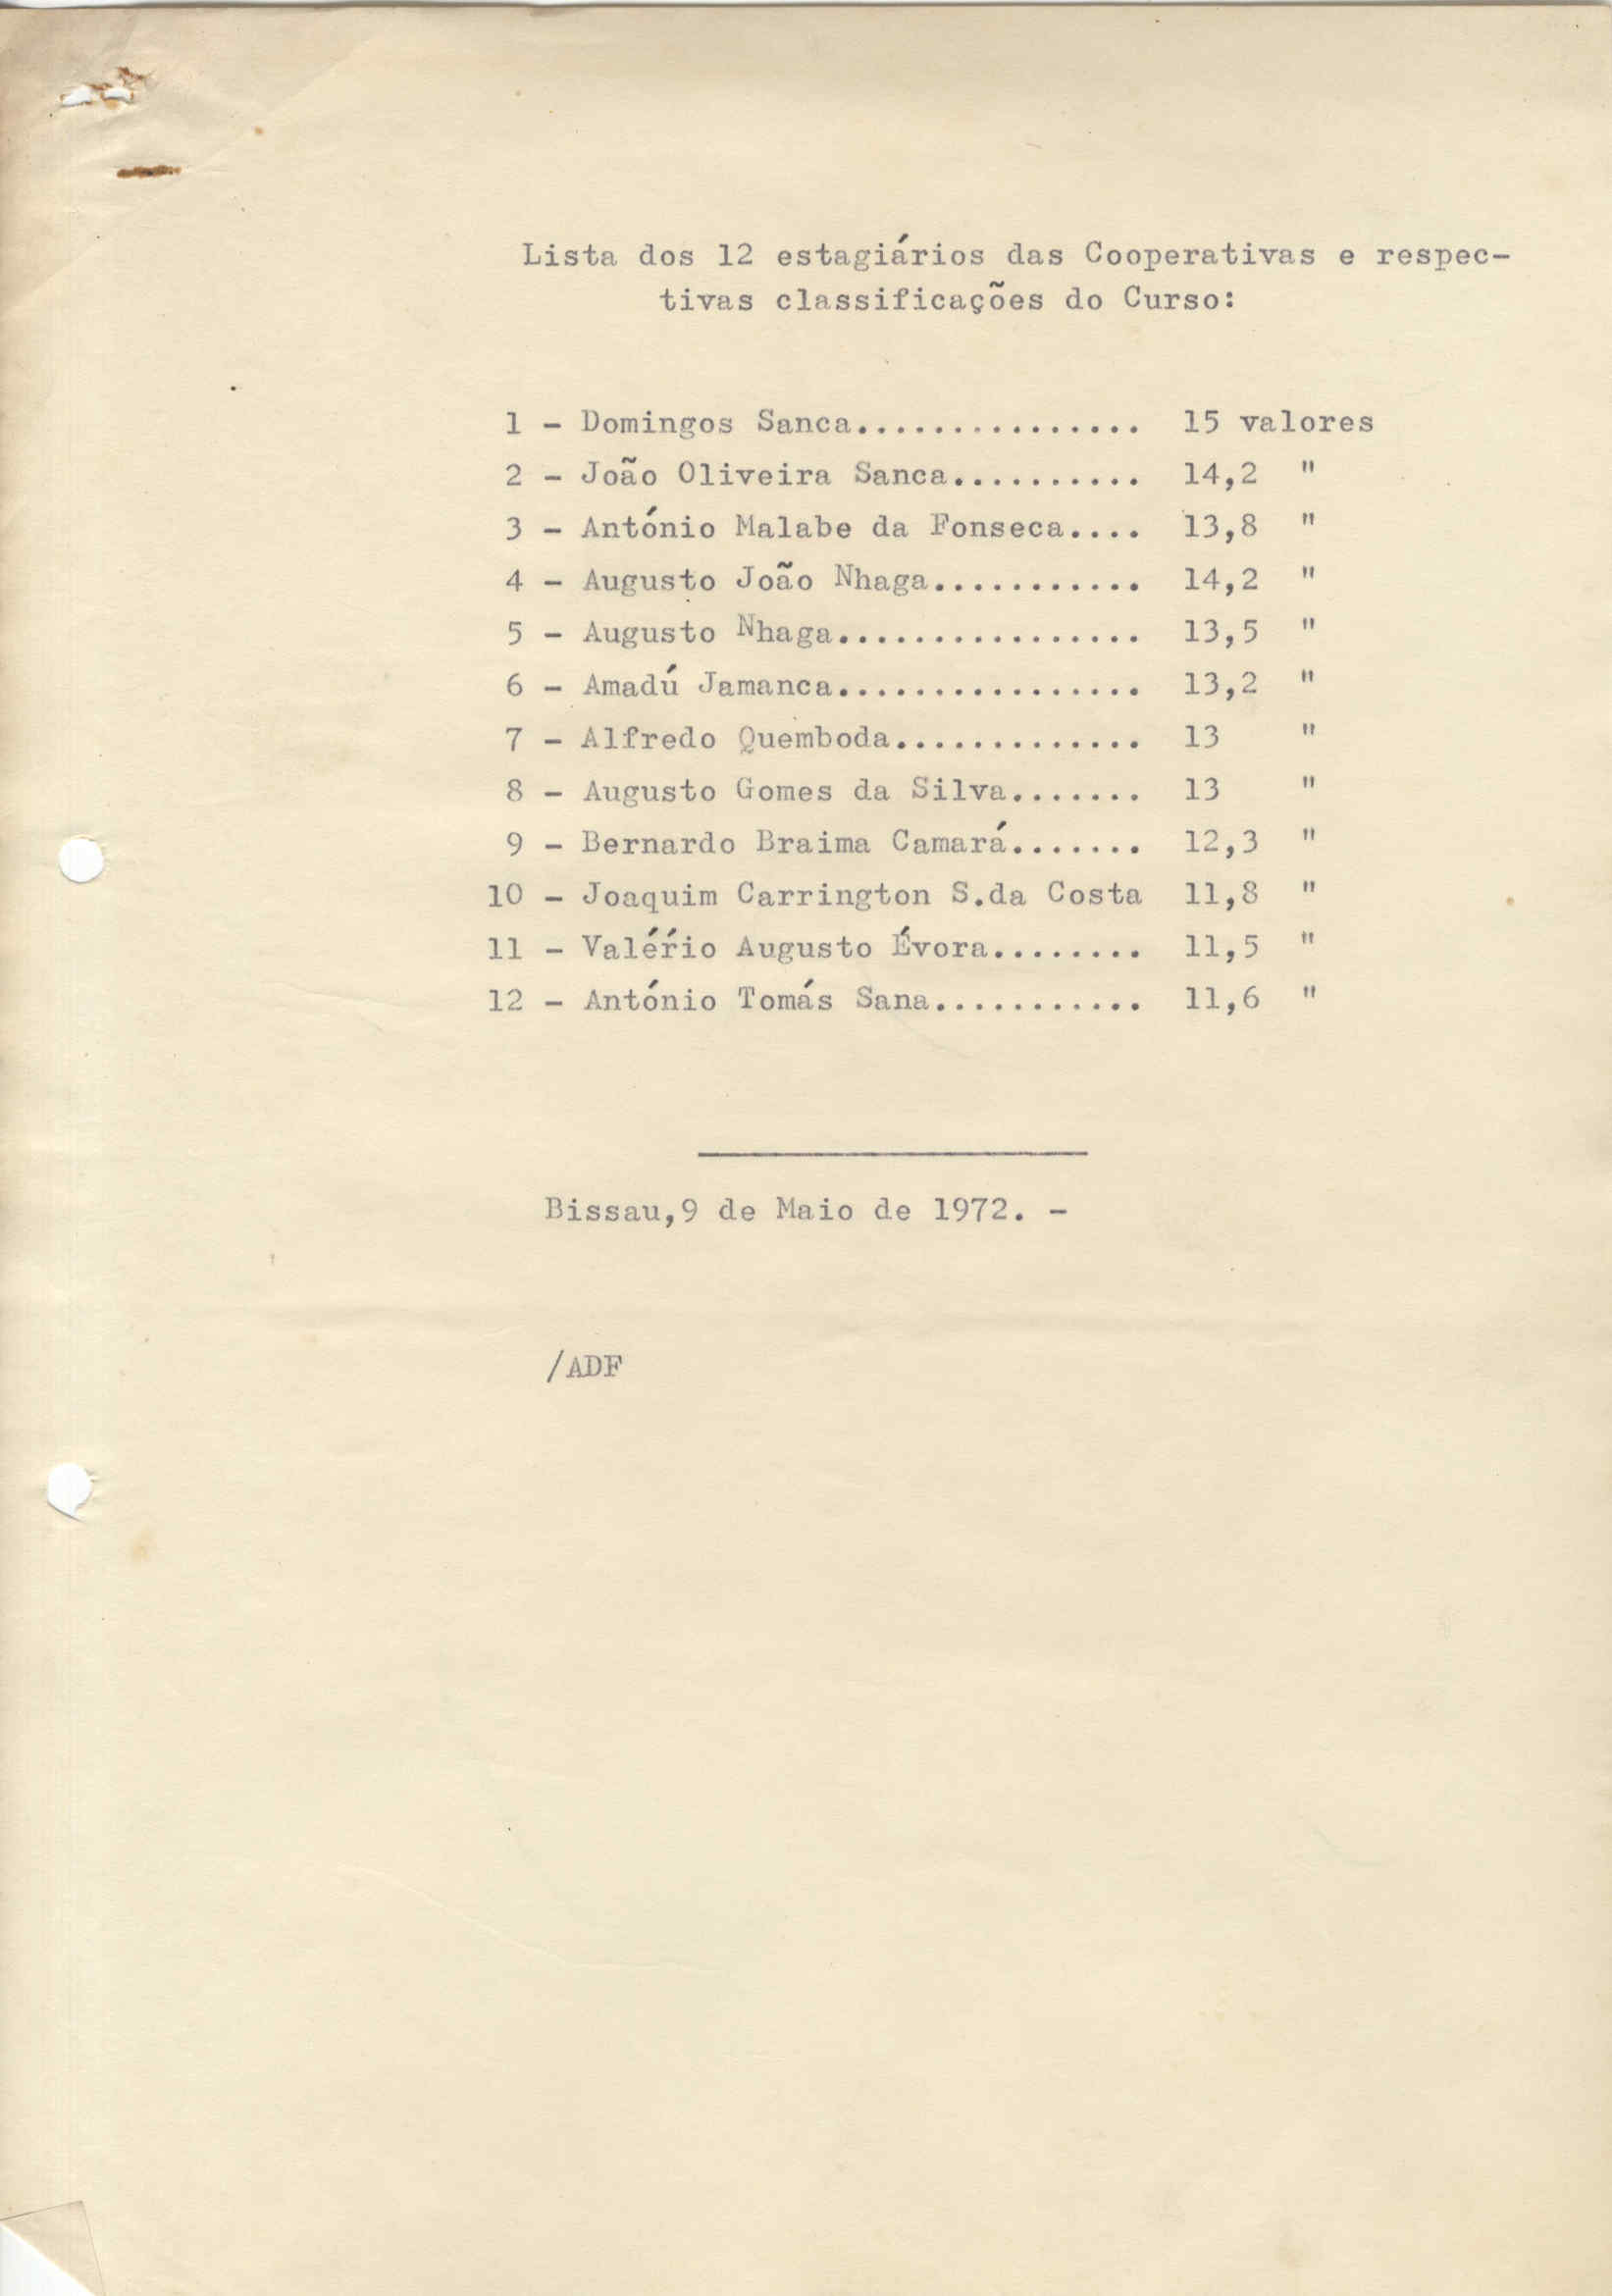 Lista dos 12 estagiários das Cooperativas e respec-
tivas classificações do Curso:
1 - Domingos Sanca............... 15 valores
2 - João Oliveira Sanca.......... 14,2 "
3 - António Malabe da Fonseca.... 13,8 "
4 - Augusto João Nhaga........... 14,2 "
5 - Augusto Nhaga................ 13,5 "
6 - Amadú Jamanca................ 13,2 "
7 - Alfredo Quemboda............. 13 "
8 - Augusto Gomes da Silva....... 13 "
9 - Bernardo Braima Camará....... 12,3 "
10 - Joaquim Carrington S.da Costa 11,8 "
11 - Valéŕio Augusto Évora........ 11,5 "
12 - António Tomás Sana........... 11,6 "
Bissau,9 de Maio de 1972. -
/ADF